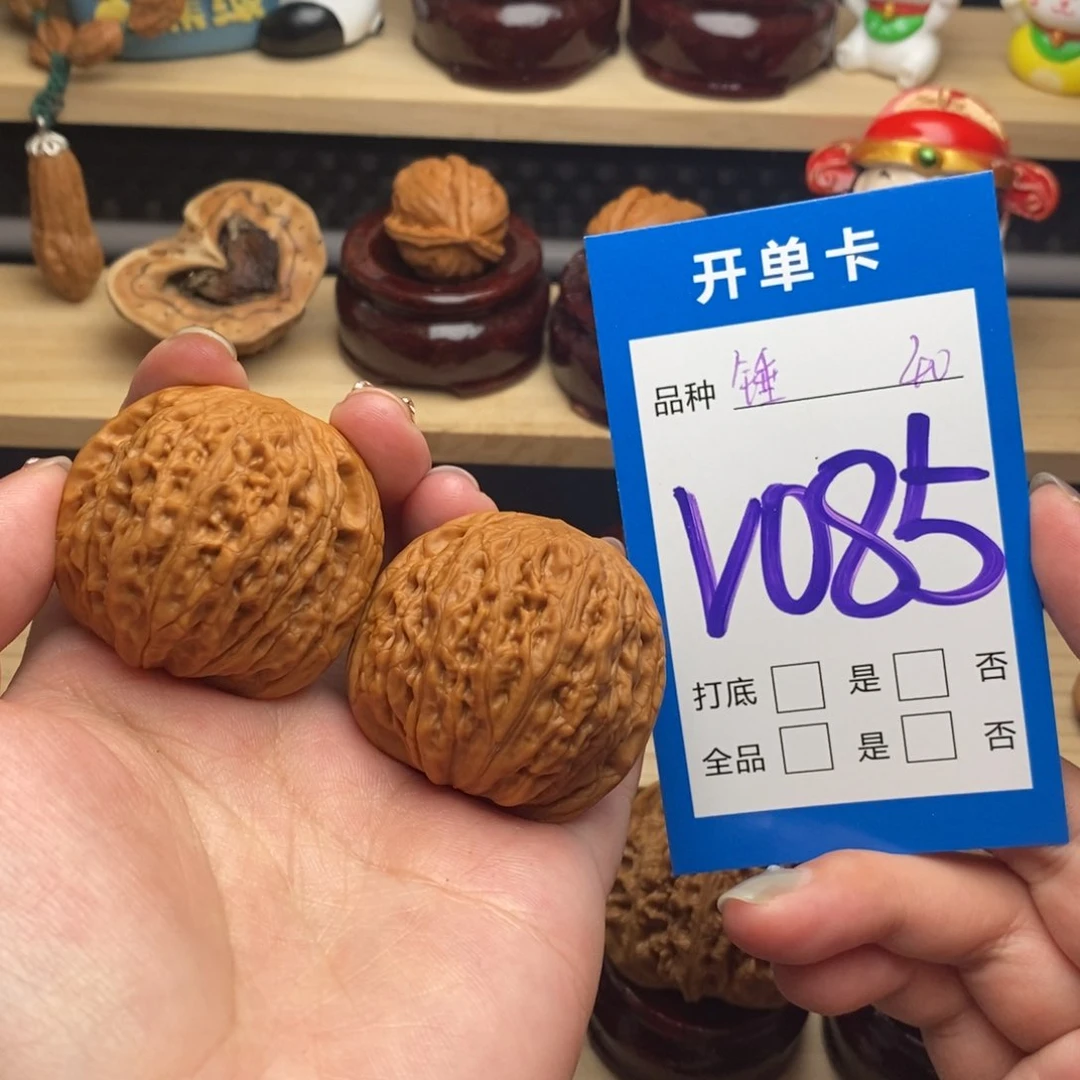 开单卡
品种 锤 40
V085
打底 是 否
全品 是 否